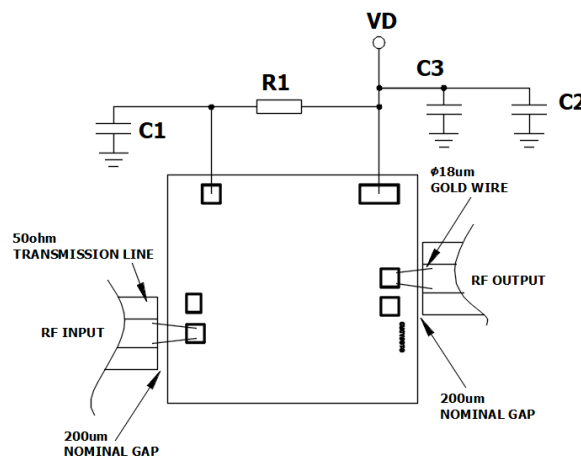 VD
C3
R1
C2
C1
ϕ18um
GOLD WIRE
50ohm
TRANSMISSION LINE
RF OUTPUT
RF INPUT
200um
NOMINAL GAP
200um
NOMINAL GAP